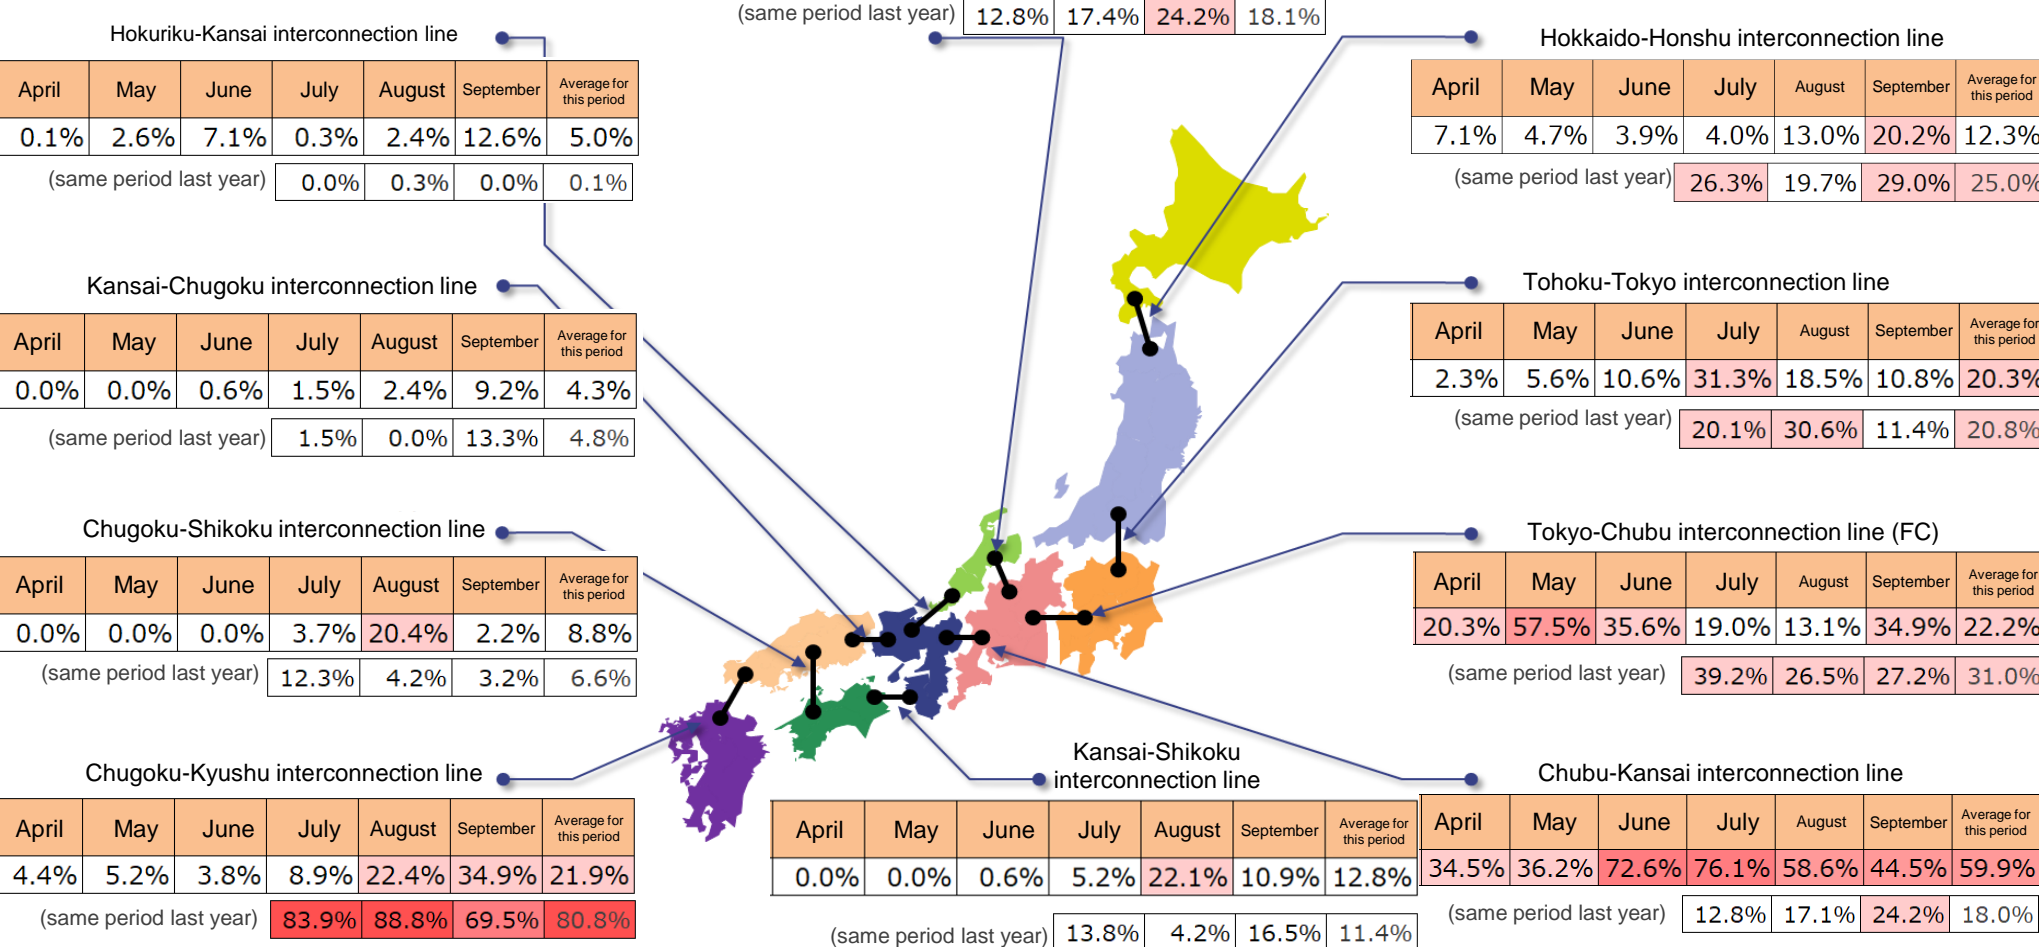 (same period last year) 12.8% 17.4% 24.2% 18.1%
Hokuriku-Kansai interconnection line
April May June July August September Average for this period
0.1% 2.6% 7.1% 0.3% 2.4% 12.6% 5.0%
(same period last year) 0.0% 0.3% 0.0% 0.1%
Hokkaido-Honshu interconnection line
April May June July August September Average for this period
7.1% 4.7% 3.9% 4.0% 13.0% 20.2% 12.3%
(same period last year) 26.3% 19.7% 29.0% 25.0%
Kansai-Chugoku interconnection line
April May June July August September Average for this period
0.0% 0.0% 0.6% 1.5% 2.4% 9.2% 4.3%
(same period last year) 1.5% 0.0% 13.3% 4.8%
Tohoku-Tokyo interconnection line
April May June July August September Average for this period
2.3% 5.6% 10.6% 31.3% 18.5% 10.8% 20.3%
(same period last year) 20.1% 30.6% 11.4% 20.8%
Chugoku-Shikoku interconnection line
April May June July August September Average for this period
0.0% 0.0% 0.0% 3.7% 20.4% 2.2% 8.8%
(same period last year) 12.3% 4.2% 3.2% 6.6%
Tokyo-Chubu interconnection line (FC)
April May June July August September Average for this period
20.3% 57.5% 35.6% 19.0% 13.1% 34.9% 22.2%
(same period last year) 39.2% 26.5% 27.2% 31.0%
Chugoku-Kyushu interconnection line
April May June July August September Average for this period
4.4% 5.2% 3.8% 8.9% 22.4% 34.9% 21.9%
(same period last year) 83.9% 88.8% 69.5% 80.8%
Kansai-Shikoku
interconnection line
April May June July August September Average for this period
0.0% 0.0% 0.6% 5.2% 22.1% 10.9% 12.8%
(same period last year) 13.8% 4.2% 16.5% 11.4%
Chubu-Kansai interconnection line
April May June July August September Average for this period
34.5% 36.2% 72.6% 76.1% 58.6% 44.5% 59.9%
(same period last year) 12.8% 17.1% 24.2% 18.0%